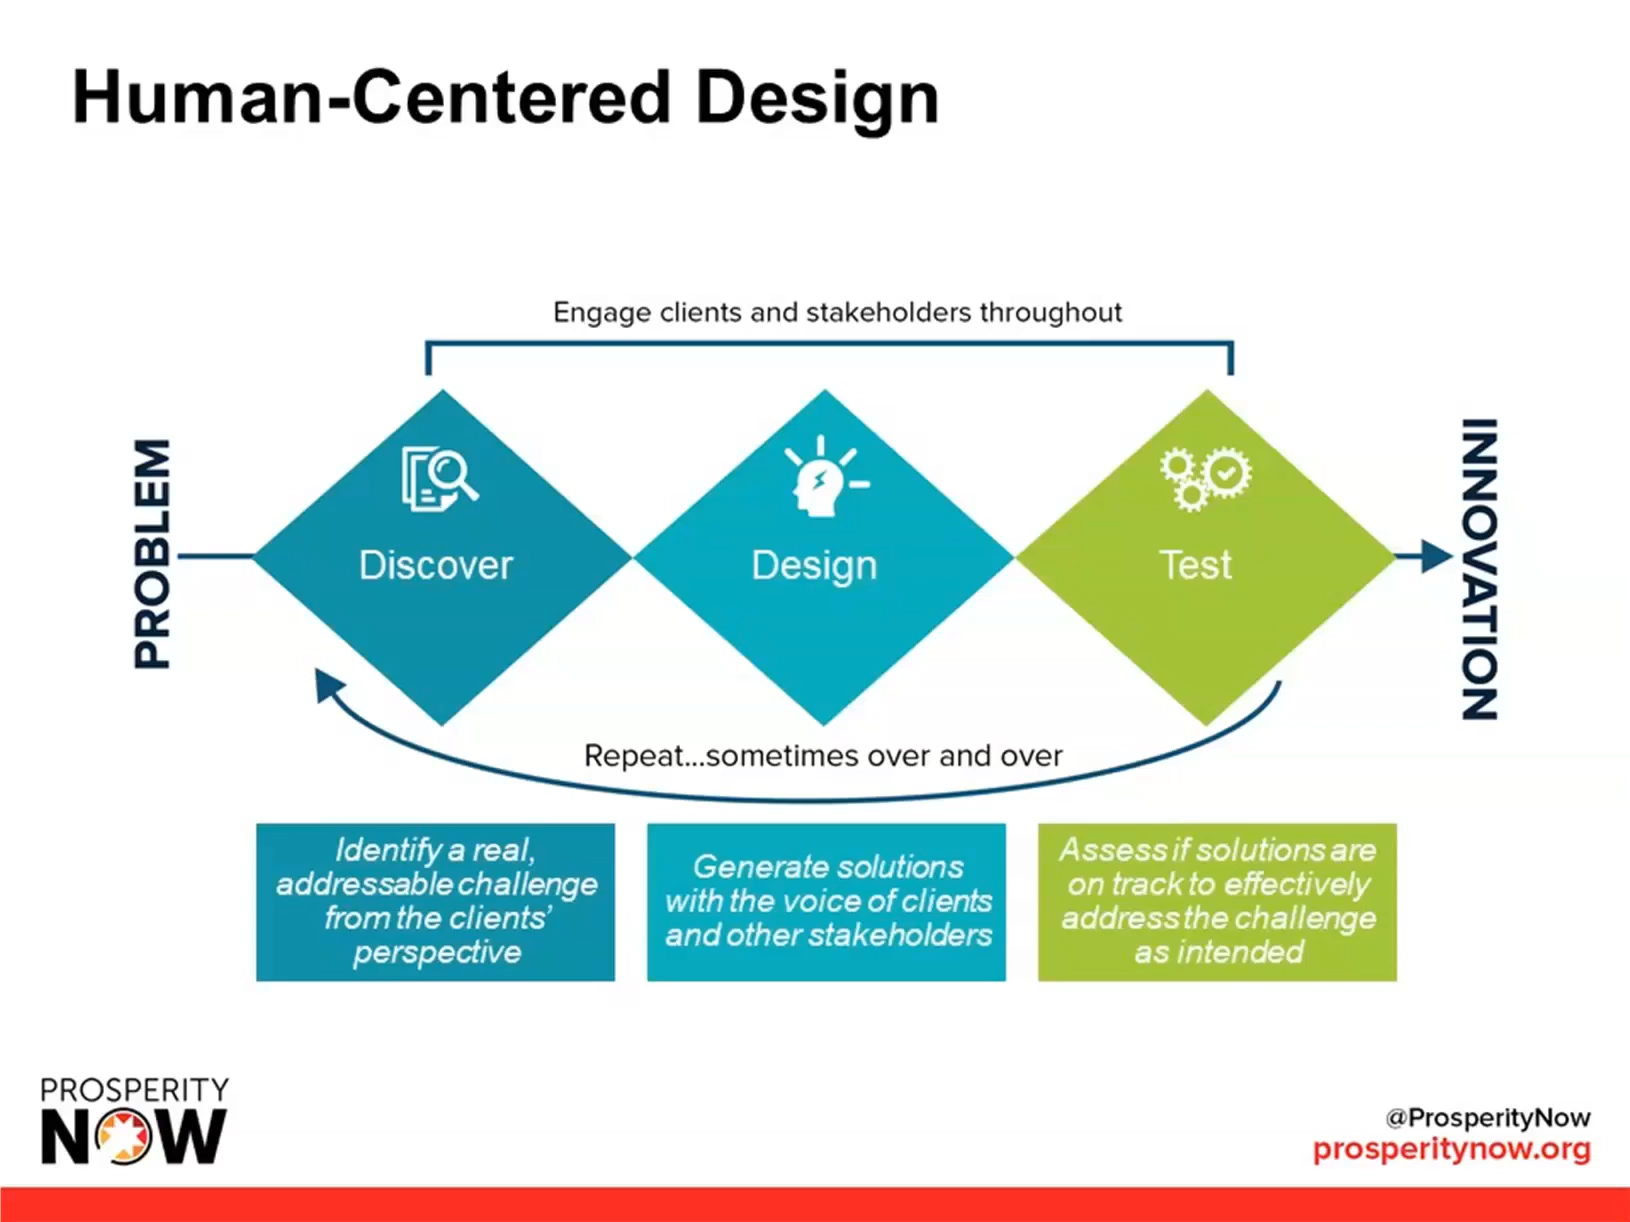 Human-Centered Design
Engage clients and stakeholders throughout
PROBLEM
Discover
Design
Test
INNOVATION
Repeat...sometimes over and over
Identify a real,
addressable challenge
from the clients’
perspective
Generate solutions
with the voice of clients
and other stakeholders
Assess if solutions are
on track to effectively
address the challenge
as intended
PROSPERITY
NOW
@ProsperityNow
prosperitynow.org